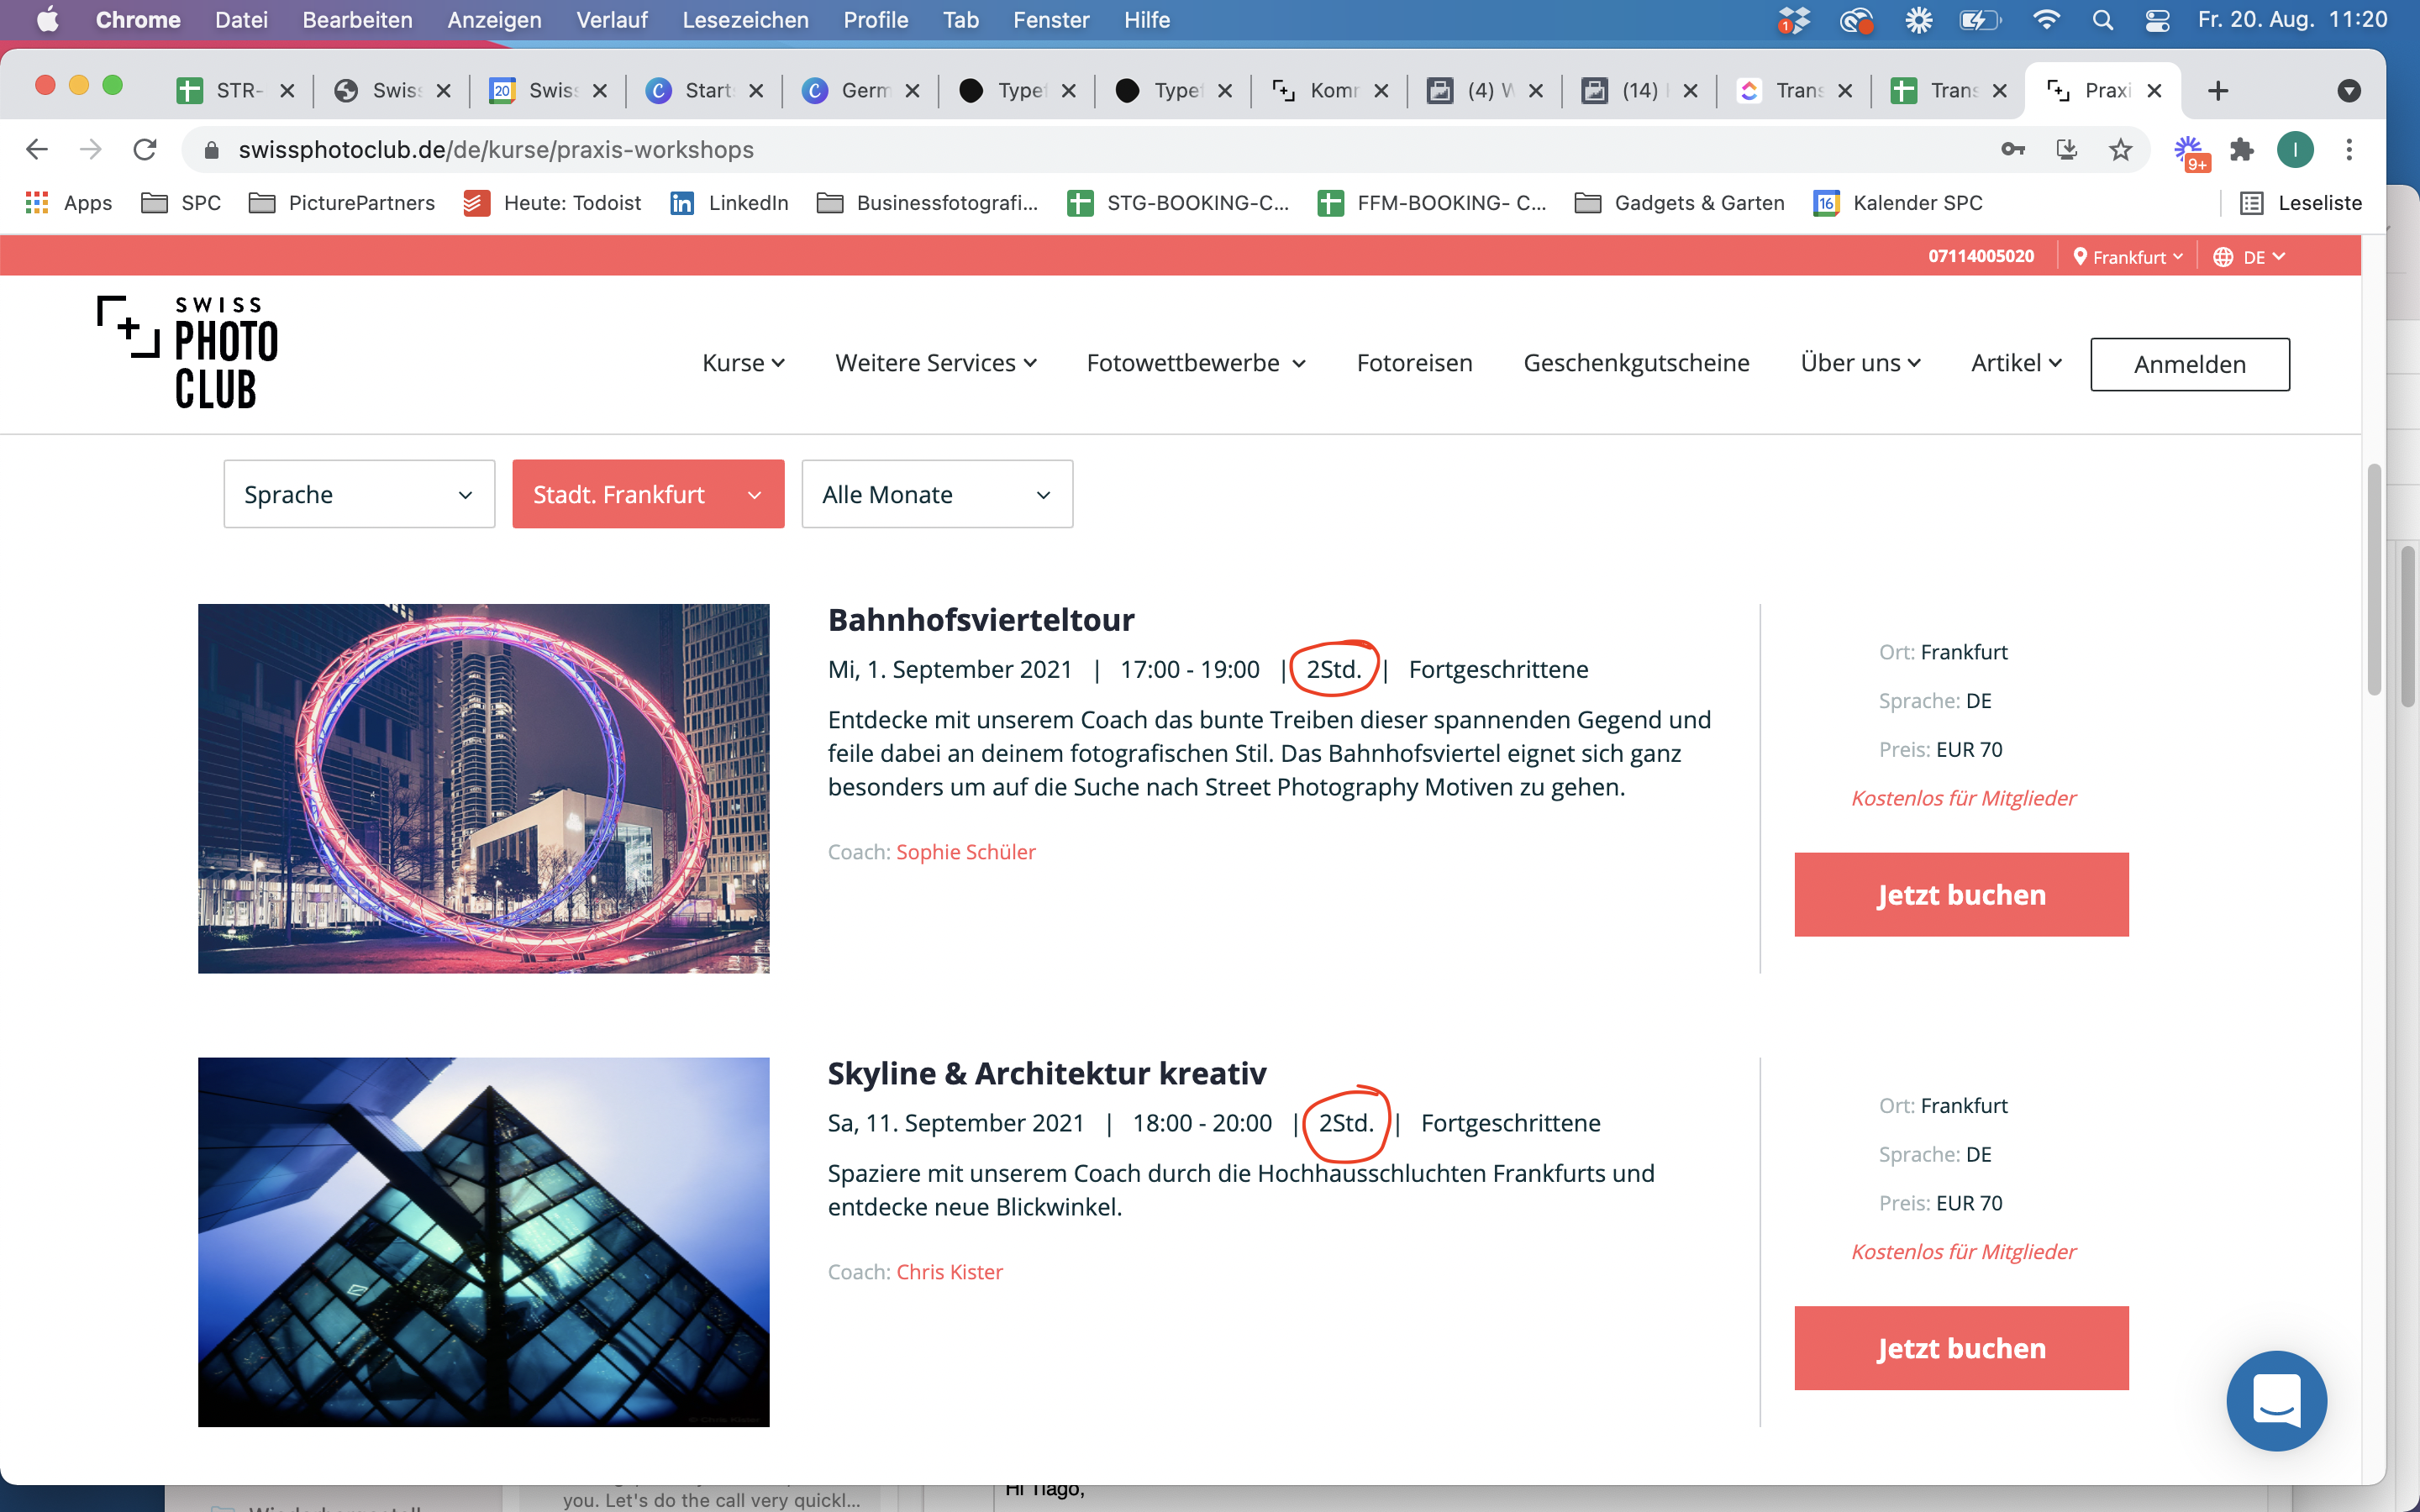 Chrome Datei Bearbeiten Anzeigen Verlauf Lesezeichen Profile Tab Fenster Hilfe 1 Fr. 20. Aug. 11:20
STR- 20 Swiss Start Germ Typef Typef Komm (4) W (14) Trans Trans Praxi
swissphotoclub.de/de/kurse/praxis-workshops 9+ I
Apps SPC PicturePartners Heute: Todoist LinkedIn Businessfotografi... STG-BOOKING-C... FFM-BOOKING- C... Gadgets & Garten 16 Kalender SPC Leseliste
07114005020 Frankfurt DE
SWISS
PHOTO
CLUB
Kurse Weitere Services Fotowettbewerbe Fotoreisen Geschenkgutscheine Über uns Artikel Anmelden
Sprache Stadt. Frankfurt Alle Monate
Bahnhofsvierteltour
Mi, 1. September 2021 | 17:00 - 19:00 | 2Std. | Fortgeschrittene
Entdecke mit unserem Coach das bunte Treiben dieser spannenden Gegend und
feile dabei an deinem fotografischen Stil. Das Bahnhofsviertel eignet sich ganz
besonders um auf die Suche nach Street Photography Motiven zu gehen.
Coach: Sophie Schüler
Ort: Frankfurt
Sprache: DE
Preis: EUR 70
Kostenlos für Mitglieder
Jetzt buchen
Skyline & Architektur kreativ
Sa, 11. September 2021 | 18:00 - 20:00 | 2Std. | Fortgeschrittene
Spaziere mit unserem Coach durch die Hochhausschluchten Frankfurts und
entdecke neue Blickwinkel.
Coach: Chris Kister
Ort: Frankfurt
Sprache: DE
Preis: EUR 70
Kostenlos für Mitglieder
Jetzt buchen
you. Let's do the call very quickl...
Hi Tiago,